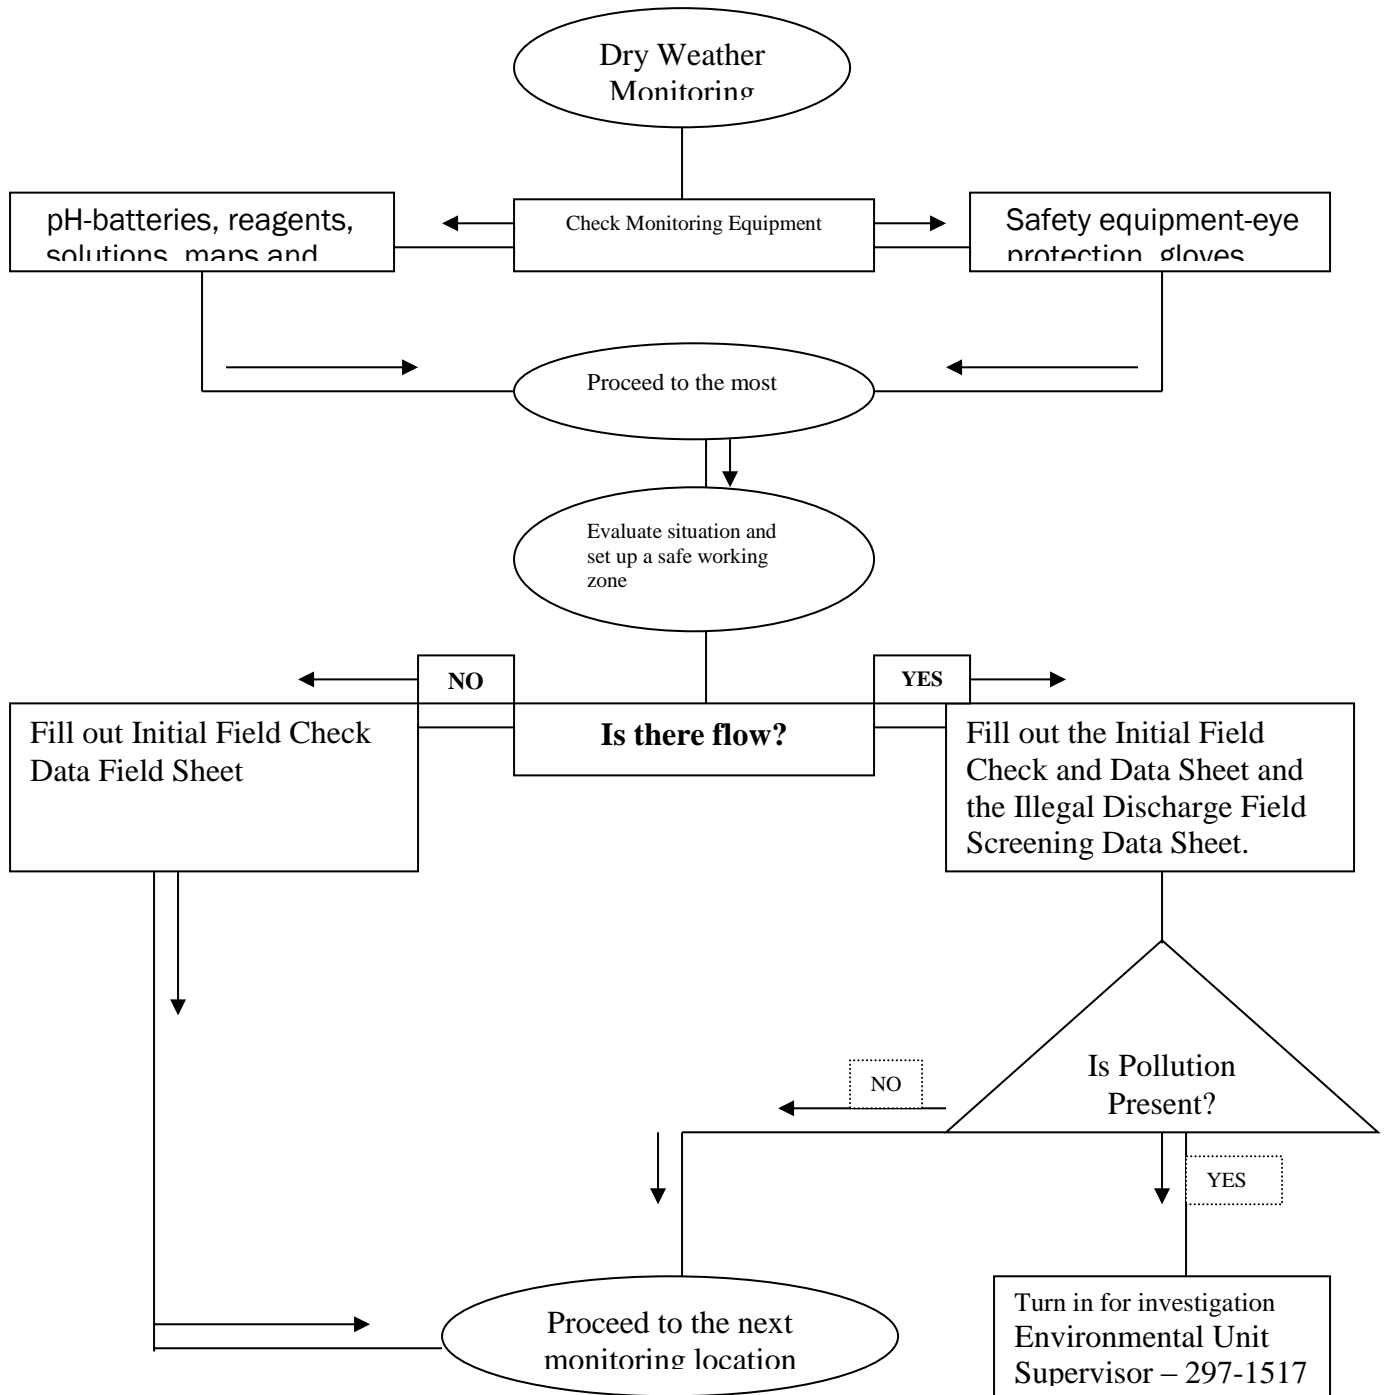 Dry Weather
Monitoring
pH-batteries, reagents,
solutions, maps and
Check Monitoring Equipment
Safety equipment-eye
protection, gloves
Proceed to the most
Evaluate situation and
set up a safe working
zone
NO
YES
Fill out Initial Field Check
Data Field Sheet
Is there flow?
Fill out the Initial Field
Check and Data Sheet and
the Illegal Discharge Field
Screening Data Sheet.
Is Pollution
Present?
NO
YES
Proceed to the next
monitoring location
Turn in for investigation
Environmental Unit
Supervisor – 297-1517